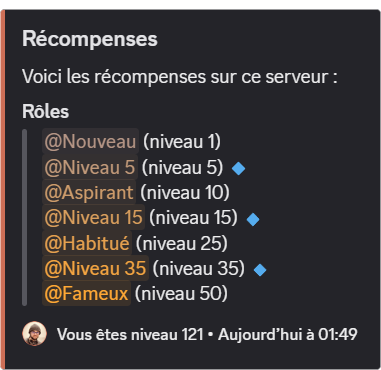 Récompenses
Voici les récompenses sur ce serveur :
Rôles
@Nouveau (niveau 1)
@Niveau 5 (niveau 5)
@Aspirant (niveau 10)
@Niveau 15 (niveau 15)
@Habitué (niveau 25)
@Niveau 35 (niveau 35)
@Fameux (niveau 50)
Vous êtes niveau 121 • Aujourd’hui à 01:49